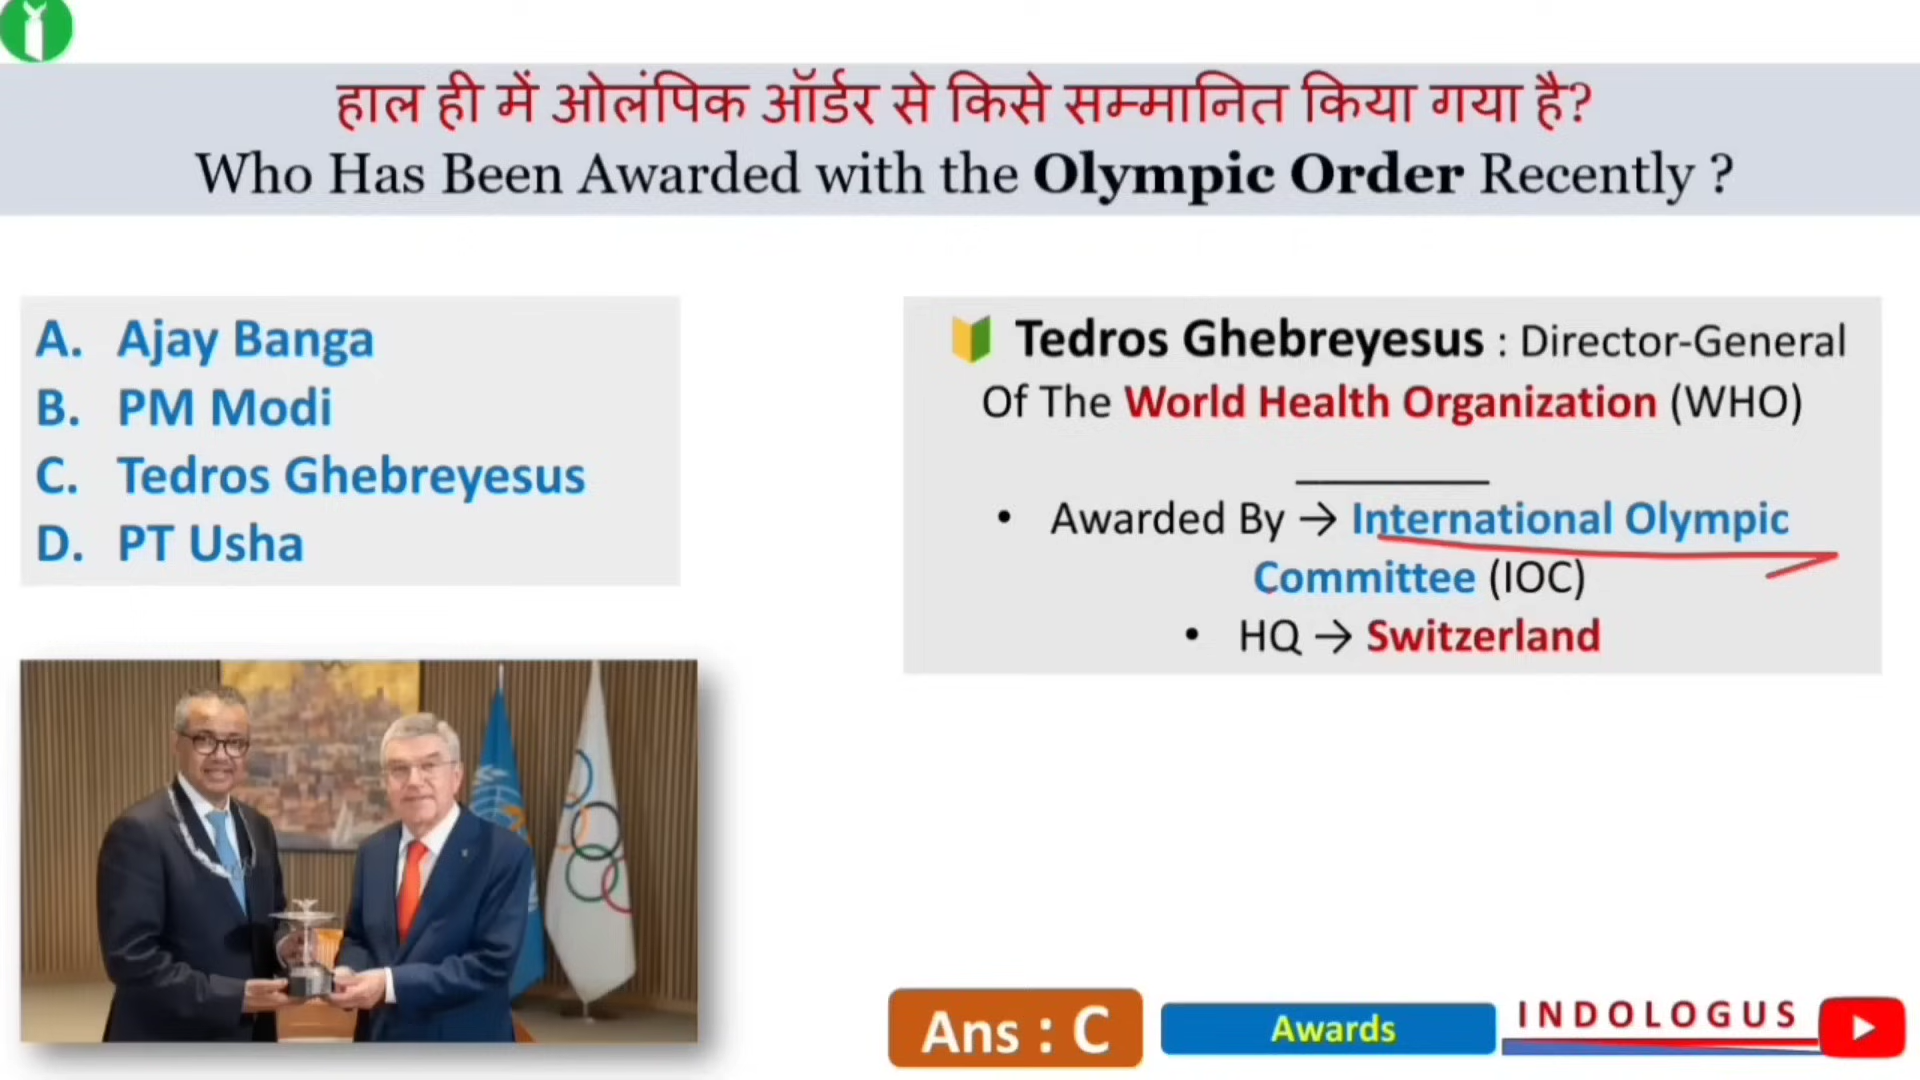 हाल ही में ओलंपिक ऑर्डर से किसे सम्मानित किया गया है?
Who Has Been Awarded with the Olympic Order Recently ?
A. Ajay Banga
B. PM Modi
C. Tedros Ghebreyesus
D. PT Usha
Tedros Ghebreyesus : Director-General
Of The World Health Organization (WHO)
• Awarded By → International Olympic
Committee (IOC)
• HQ → Switzerland
Ans : C
Awards
INDOLOGUS